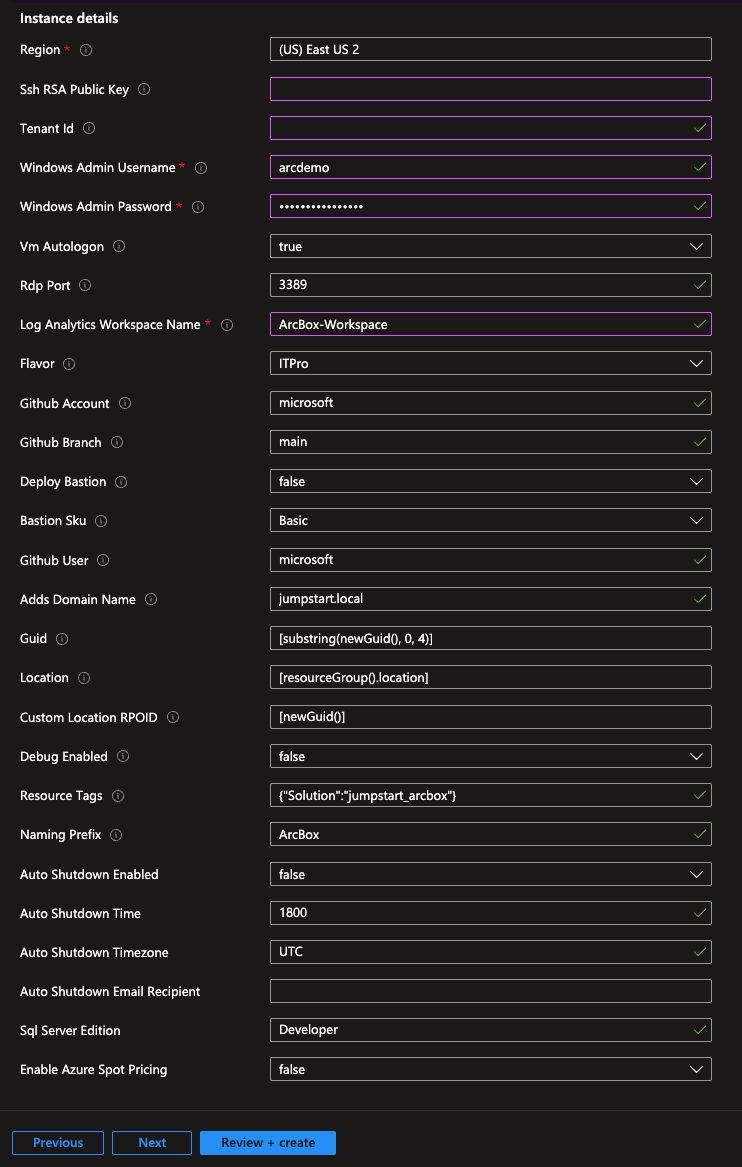 Instance details
Region * (US) East US 2
Ssh RSA Public Key
Tenant Id
Windows Admin Username * arcdemo
Windows Admin Password * ••••••••••••••••
Vm Autologon true
Rdp Port 3389
Log Analytics Workspace Name * ArcBox-Workspace
Flavor ITPro
Github Account microsoft
Github Branch main
Deploy Bastion false
Bastion Sku Basic
Github User microsoft
Adds Domain Name jumpstart.local
Guid [substring(newGuid(), 0, 4)]
Location [resourceGroup().location]
Custom Location RPOID [newGuid()]
Debug Enabled false
Resource Tags {"Solution":"jumpstart_arcbox"}
Naming Prefix ArcBox
Auto Shutdown Enabled false
Auto Shutdown Time 1800
Auto Shutdown Timezone UTC
Auto Shutdown Email Recipient
Sql Server Edition Developer
Enable Azure Spot Pricing false
Previous Next Review + create